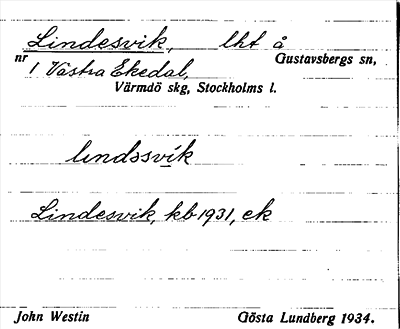 Lindesvik, lht å
nr Gustavsbergs sn,
1 Västra Ekedal,
Värmdö skg, Stockholms l.
lındəsvik
Lindesvik, kb 1931, ek
John Westin Gösta Lundberg 1934.